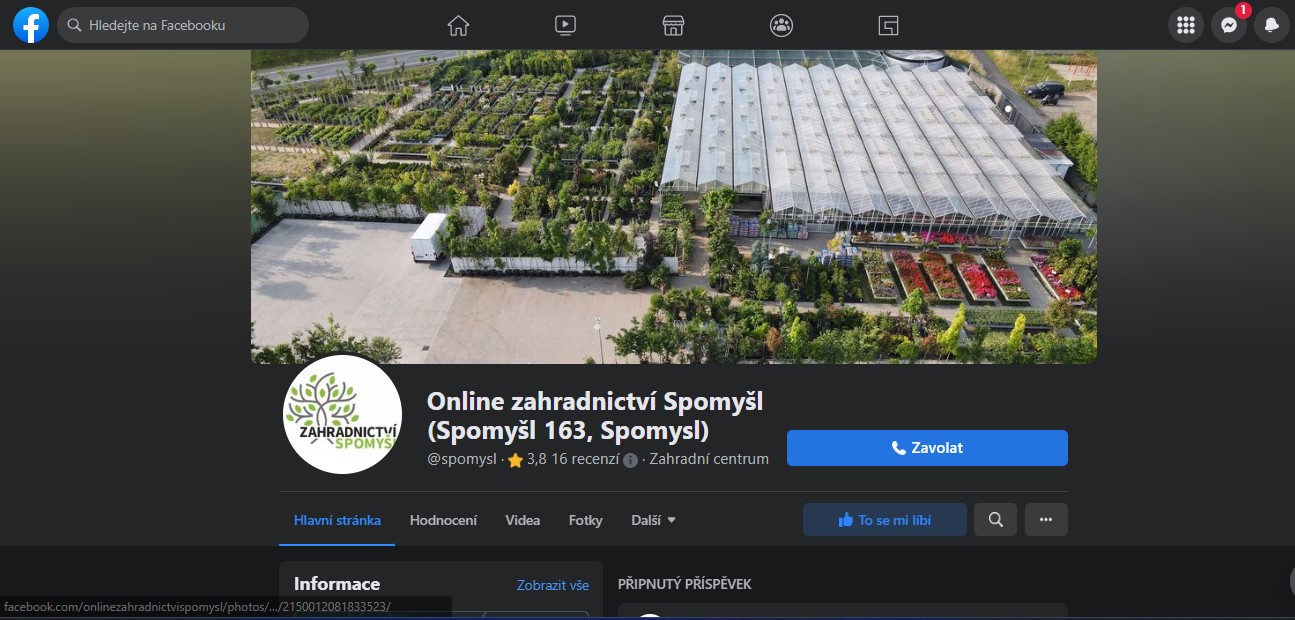 Hledejte na Facebooku
1
ZAHRADNICTVÍ
SPOMYŠL
Online zahradnictví Spomyšl
(Spomyšl 163, Spomysl)
@spomysl · 3,8 16 recenzí · Zahradní centrum
Zavolat
Hlavní stránka Hodnocení Videa Fotky Další
To se mi líbí
Informace
Zobrazit vše
PŘIPNUTÝ PŘÍSPĚVEK
facebook.com/onlinezahradnictvispomysl/photos/.../2150012081833523/